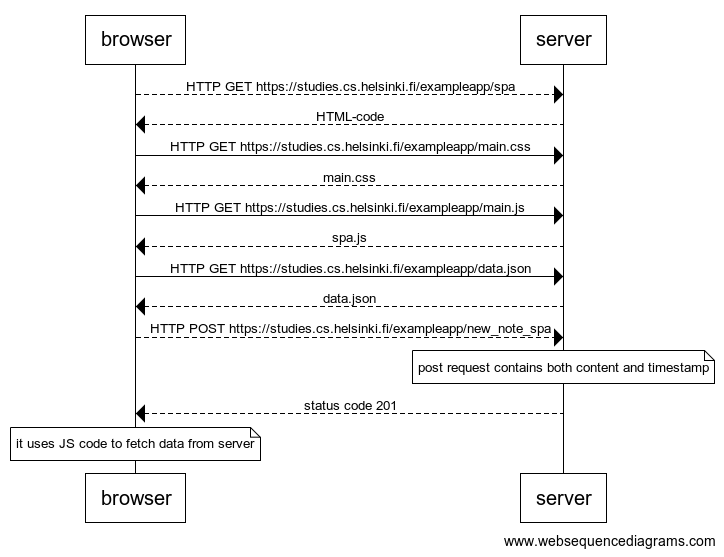 browser server
HTTP GET https://studies.cs.helsinki.fi/exampleapp/spa
HTML-code
HTTP GET https://studies.cs.helsinki.fi/exampleapp/main.css
main.css
HTTP GET https://studies.cs.helsinki.fi/exampleapp/main.js
spa.js
HTTP GET https://studies.cs.helsinki.fi/exampleapp/data.json
data.json
HTTP POST https://studies.cs.helsinki.fi/exampleapp/new_note_spa
post request contains both content and timestamp
status code 201
it uses JS code to fetch data from server
browser server
www.websequencediagrams.com